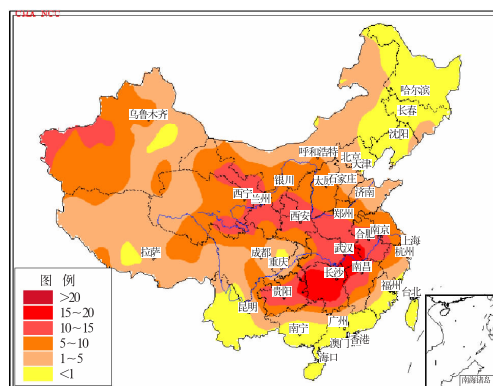 哈尔滨
长春
乌鲁木齐
沈阳
呼和浩特
北京
天津
银川
太原
石家庄
济南
西宁
兰州
西安
郑州
合肥
南京
上海
武汉
杭州
拉萨
成都
重庆
南昌
长沙
贵阳
福州
台北
昆明
广州
南宁
香港
澳门
海口
图 例
>20
15~20
10~15
5~10
1~5
<1
南海诸岛